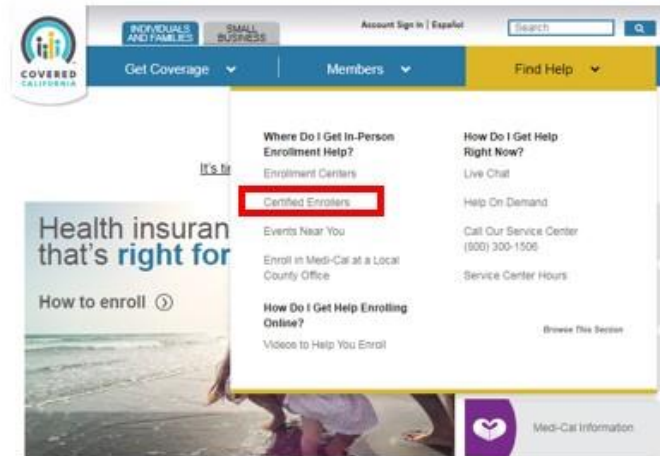 INDIVIDUALS
AND FAMILIES
SMALL
BUSINESS
Account Sign In | Español
Search
COVERED
CALIFORNIA
Get Coverage
Members
Find Help
Where Do I Get In-Person
Enrollment Help?
Enrollment Centers
Certified Enrollers
Events Near You
Enroll in Medi-Cal at a Local
County Office
How Do I Get Help Enrolling
Online?
Videos to Help You Enroll
How Do I Get Help
Right Now?
Live Chat
Help On Demand
Call Our Service Center
(800) 300-1506
Service Center Hours
Browse This Section
It's
Health insuran
that's right for
How to enroll
Medi-Cal Information